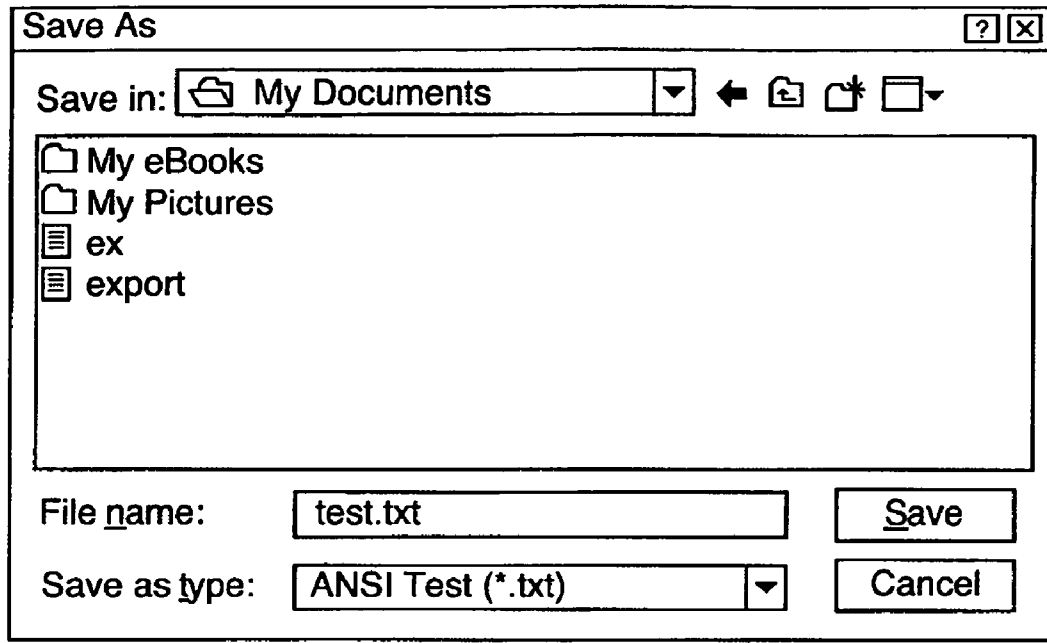 Save As
Save in: My Documents
My eBooks
My Pictures
ex
export
File name: test.txt Save
Save as type: ANSI Test (*.txt) Cancel